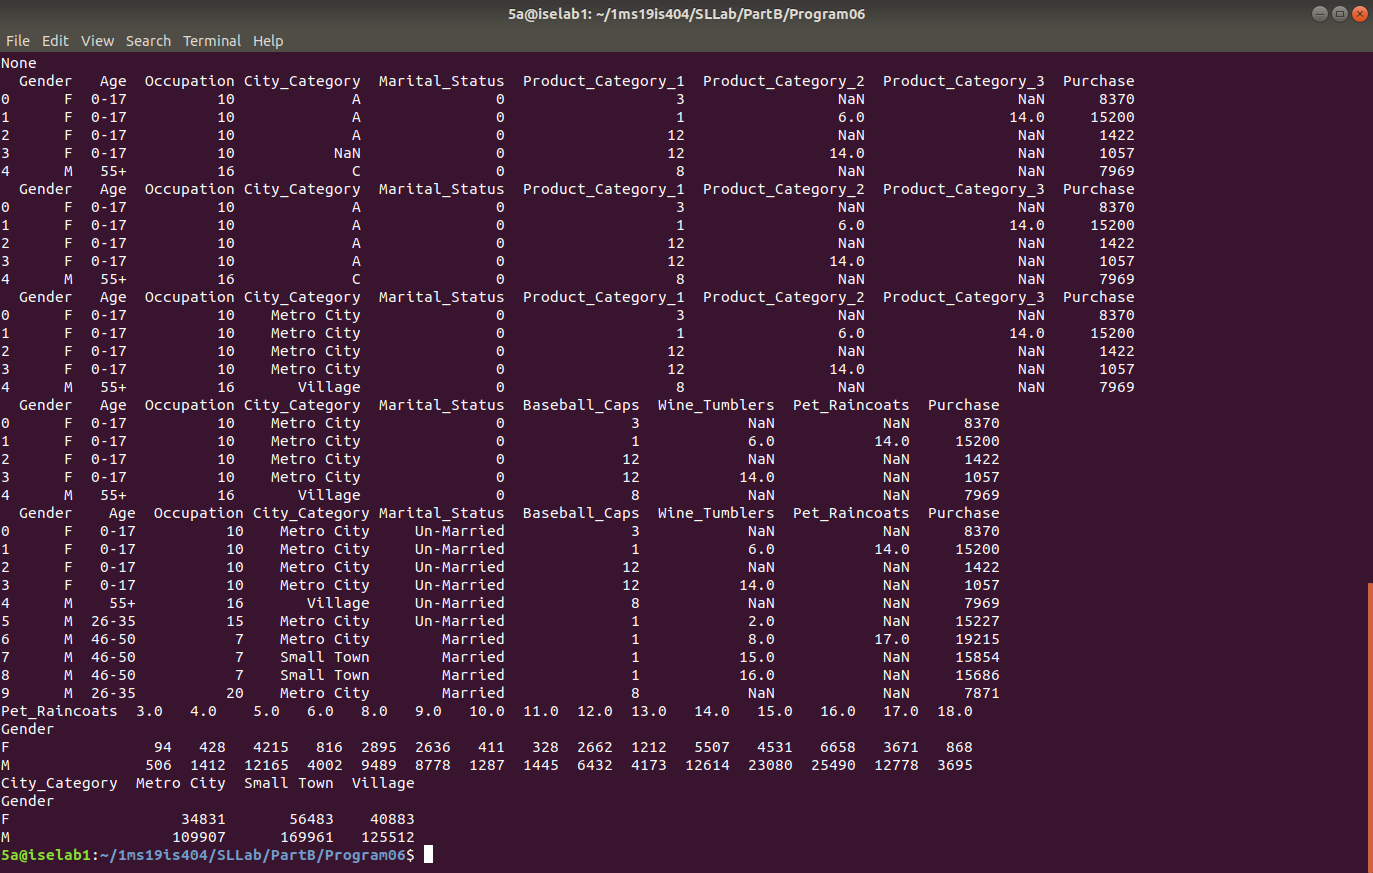 5a@iselab1: ~/1ms19is404/SLLab/PartB/Program06
File Edit View Search Terminal Help
None
  Gender   Age  Occupation City_Category  Marital_Status  Product_Category_1  Product_Category_2  Product_Category_3  Purchase
0      F  0-17          10             A               0                   3                 NaN                 NaN      8370
1      F  0-17          10             A               0                   1                 6.0                14.0     15200
2      F  0-17          10             A               0                  12                 NaN                 NaN      1422
3      F  0-17          10           NaN               0                  12                14.0                 NaN      1057
4      M   55+          16             C               0                   8                 NaN                 NaN      7969
  Gender   Age  Occupation City_Category  Marital_Status  Product_Category_1  Product_Category_2  Product_Category_3  Purchase
0      F  0-17          10             A               0                   3                 NaN                 NaN      8370
1      F  0-17          10             A               0                   1                 6.0                14.0     15200
2      F  0-17          10             A               0                  12                 NaN                 NaN      1422
3      F  0-17          10             A               0                  12                14.0                 NaN      1057
4      M   55+          16             C               0                   8                 NaN                 NaN      7969
  Gender   Age  Occupation City_Category  Marital_Status  Product_Category_1  Product_Category_2  Product_Category_3  Purchase
0      F  0-17          10    Metro City               0                   3                 NaN                 NaN      8370
1      F  0-17          10    Metro City               0                   1                 6.0                14.0     15200
2      F  0-17          10    Metro City               0                  12                 NaN                 NaN      1422
3      F  0-17          10    Metro City               0                  12                14.0                 NaN      1057
4      M   55+          16       Village               0                   8                 NaN                 NaN      7969
  Gender   Age  Occupation City_Category  Marital_Status  Baseball_Caps  Wine_Tumblers  Pet_Raincoats  Purchase
0      F  0-17          10    Metro City               0              3            NaN            NaN      8370
1      F  0-17          10    Metro City               0              1            6.0           14.0     15200
2      F  0-17          10    Metro City               0             12            NaN            NaN      1422
3      F  0-17          10    Metro City               0             12           14.0            NaN      1057
4      M   55+          16       Village               0              8            NaN            NaN      7969
  Gender    Age  Occupation City_Category Marital_Status  Baseball_Caps  Wine_Tumblers  Pet_Raincoats  Purchase
0      F   0-17          10    Metro City     Un-Married              3            NaN            NaN      8370
1      F   0-17          10    Metro City     Un-Married              1            6.0           14.0     15200
2      F   0-17          10    Metro City     Un-Married             12            NaN            NaN      1422
3      F   0-17          10    Metro City     Un-Married             12           14.0            NaN      1057
4      M    55+          16       Village     Un-Married              8            NaN            NaN      7969
5      M  26-35          15    Metro City     Un-Married              1            2.0            NaN     15227
6      M  46-50           7    Metro City        Married              1            8.0           17.0     19215
7      M  46-50           7    Small Town        Married              1           15.0            NaN     15854
8      M  46-50           7    Small Town        Married              1           16.0            NaN     15686
9      M  26-35          20    Metro City        Married              8            NaN            NaN      7871
Pet_Raincoats  3.0   4.0    5.0   6.0   8.0   9.0   10.0  11.0  12.0  13.0   14.0   15.0   16.0   17.0  18.0
Gender
F                94   428   4215   816  2895  2636   411   328  2662  1212   5507   4531   6658   3671   868
M               506  1412  12165  4002  9489  8778  1287  1445  6432  4173  12614  23080  25490  12778  3695
City_Category  Metro City  Small Town  Village
Gender
F                   34831       56483    40883
M                  109907      169961   125512
5a@iselab1:~/1ms19is404/SLLab/PartB/Program06$